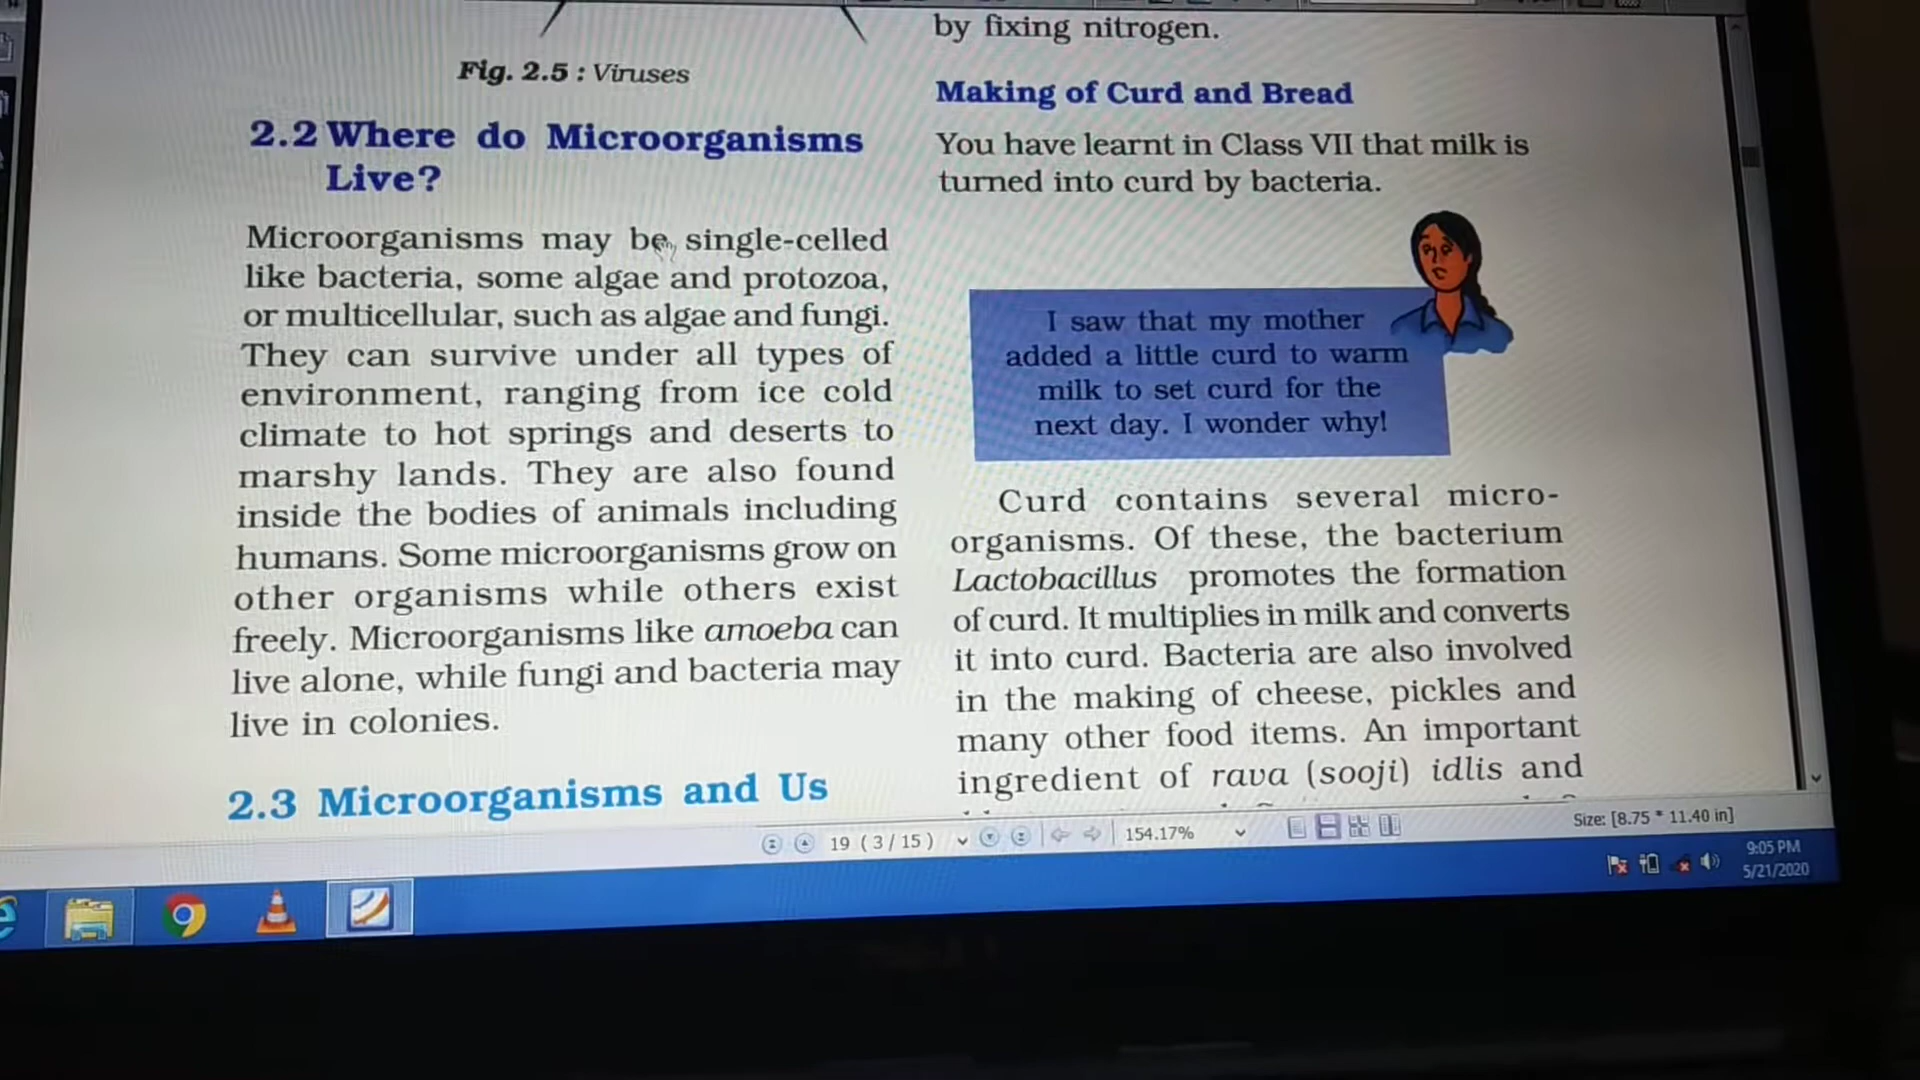 Fig. 2.5 : Viruses
2.2 Where do Microorganisms
Live?
Microorganisms may be single-celled
like bacteria, some algae and protozoa,
or multicellular, such as algae and fungi.
They can survive under all types of
environment, ranging from ice cold
climate to hot springs and deserts to
marshy lands. They are also found
inside the bodies of animals including
humans. Some microorganisms grow on
other organisms while others exist
freely. Microorganisms like amoeba can
live alone, while fungi and bacteria may
live in colonies.
2.3 Microorganisms and Us
by fixing nitrogen.
Making of Curd and Bread
You have learnt in Class VII that milk is
turned into curd by bacteria.
I saw that my mother
added a little curd to warm
milk to set curd for the
next day. I wonder why!
Curd contains several micro-
organisms. Of these, the bacterium
Lactobacillus promotes the formation
of curd. It multiplies in milk and converts
it into curd. Bacteria are also involved
in the making of cheese, pickles and
many other food items. An important
ingredient of rava (sooji) idlis and
19 ( 3 / 15 )
154.17%
Size: [8.75 * 11.40 in]
9:05 PM
5/21/2020